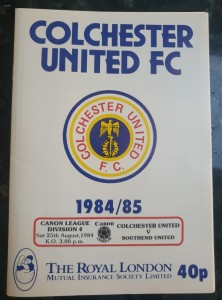 COLCHESTER
UNITED FC
COLCHESTER UNITED
F.C.
1984/85
CANON LEAGUE
DIVISION 4
Sat 25th August, 1984
K.O. 3.00 p.m.
Canon
COLCHESTER UNITED
V
SOUTHEND UNITED
THE ROYAL LONDON
MUTUAL INSURANCE SOCIETY LIMITED
40p